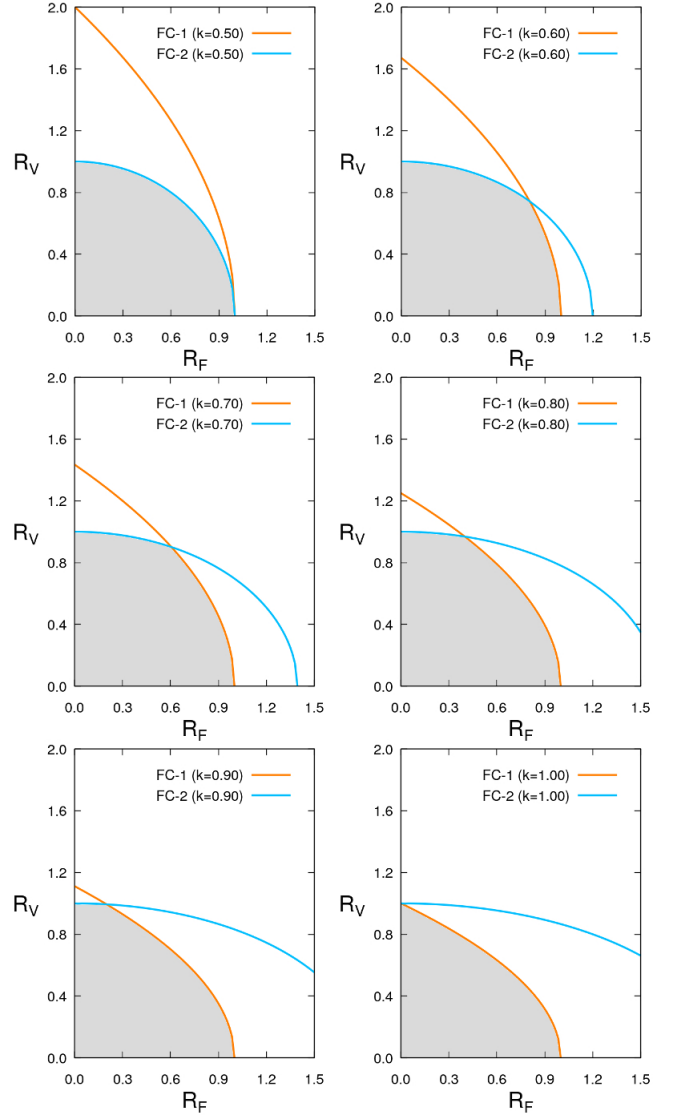 2.0
FC-1 (k=0.50)
FC-2 (k=0.50)
1.6
1.2
R_V
0.8
0.4
0.0
0.0 0.3 0.6 0.9 1.2 1.5
R_F
2.0
FC-1 (k=0.60)
FC-2 (k=0.60)
1.6
1.2
R_V
0.8
0.4
0.0
0.0 0.3 0.6 0.9 1.2 1.5
R_F
2.0
FC-1 (k=0.70)
FC-2 (k=0.70)
1.6
1.2
R_V
0.8
0.4
0.0
0.0 0.3 0.6 0.9 1.2 1.5
R_F
2.0
FC-1 (k=0.80)
FC-2 (k=0.80)
1.6
1.2
R_V
0.8
0.4
0.0
0.0 0.3 0.6 0.9 1.2 1.5
R_F
2.0
FC-1 (k=0.90)
FC-2 (k=0.90)
1.6
1.2
R_V
0.8
0.4
0.0
0.0 0.3 0.6 0.9 1.2 1.5
R_F
2.0
FC-1 (k=1.00)
FC-2 (k=1.00)
1.6
1.2
R_V
0.8
0.4
0.0
0.0 0.3 0.6 0.9 1.2 1.5
R_F